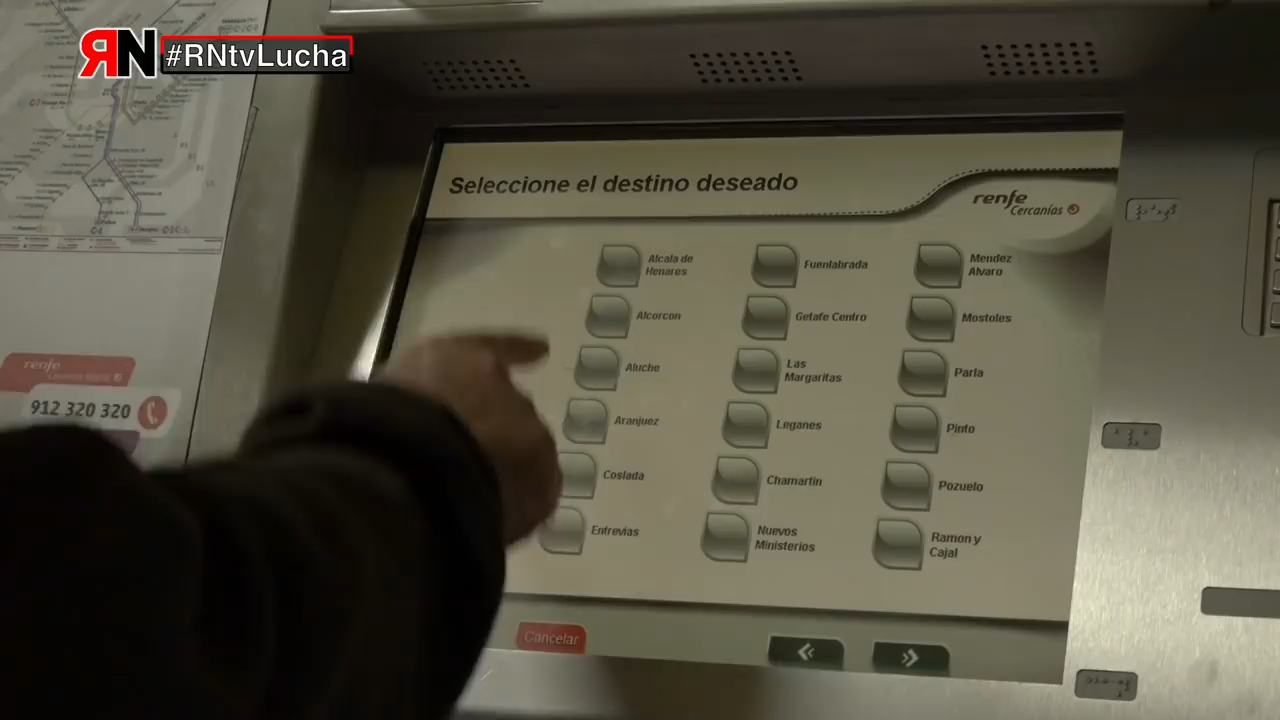 RN #RNtvLucha
Seleccione el destino deseado
renfe
Cercanías
Alcala de
Henares
Alcorcon
Aluche
Aranjuez
Coslada
Entrevias
Fuenlabrada
Getafe Centro
Las
Margaritas
Leganes
Chamartin
Nuevos
Ministerios
Mendez
Alvaro
Mostoles
Parla
Pinto
Pozuelo
Ramon y
Cajal
Cancelar
renfe
912 320 320